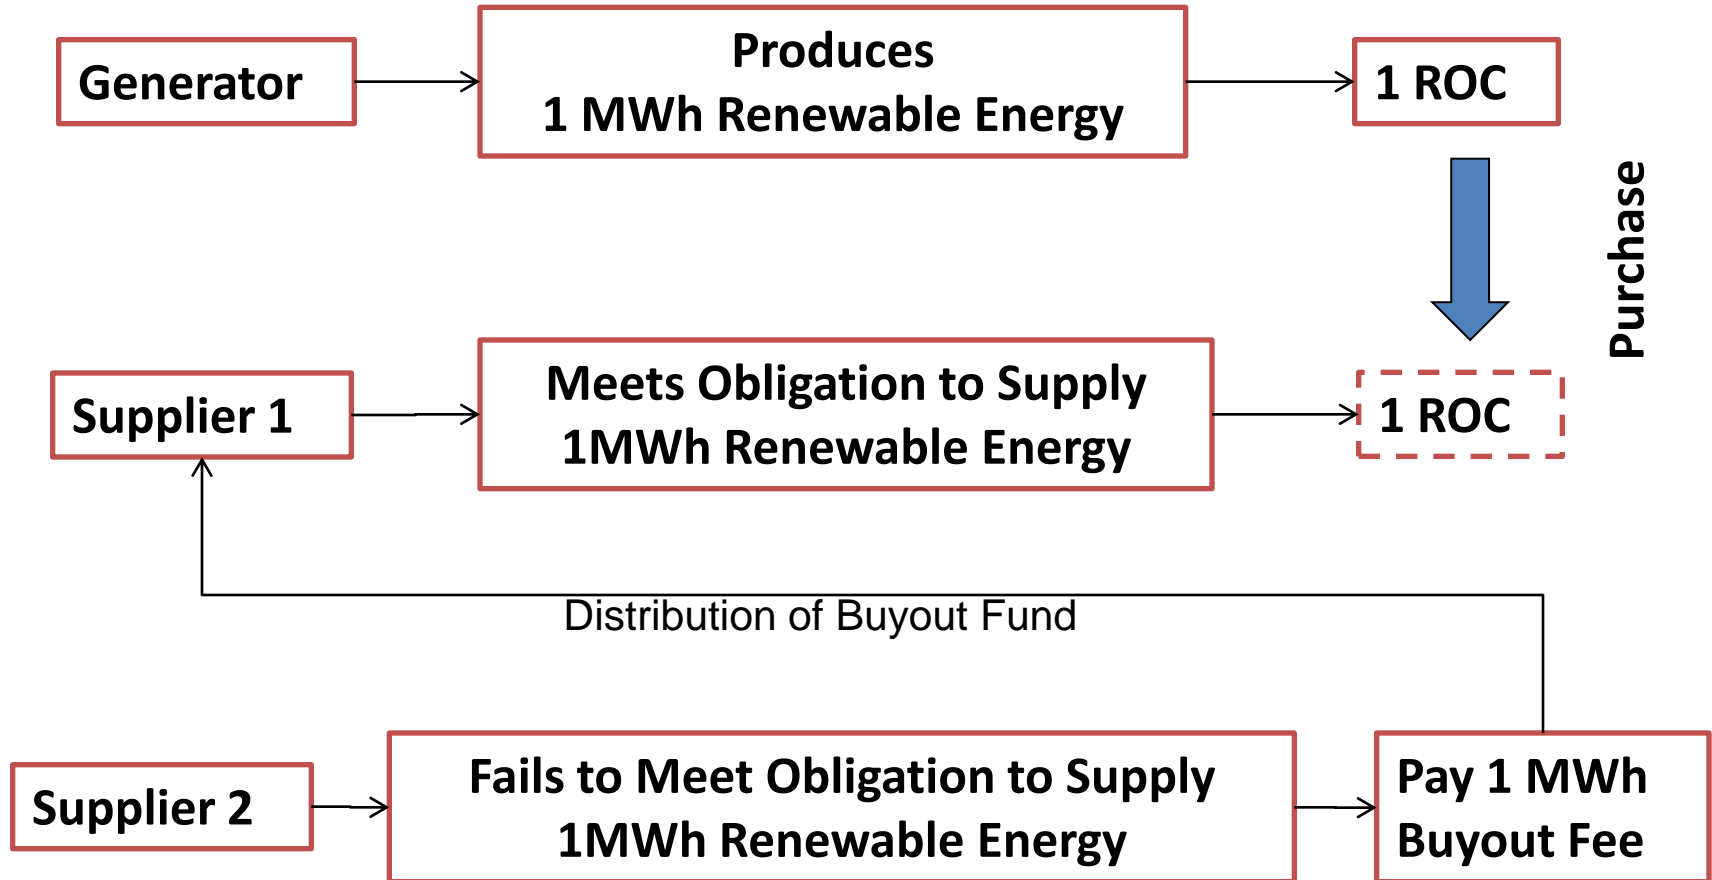 Generator
Produces
1 MWh Renewable Energy
1 ROC
Purchase
Supplier 1
Meets Obligation to Supply
1MWh Renewable Energy
1 ROC
Distribution of Buyout Fund
Supplier 2
Fails to Meet Obligation to Supply
1MWh Renewable Energy
Pay 1 MWh
Buyout Fee